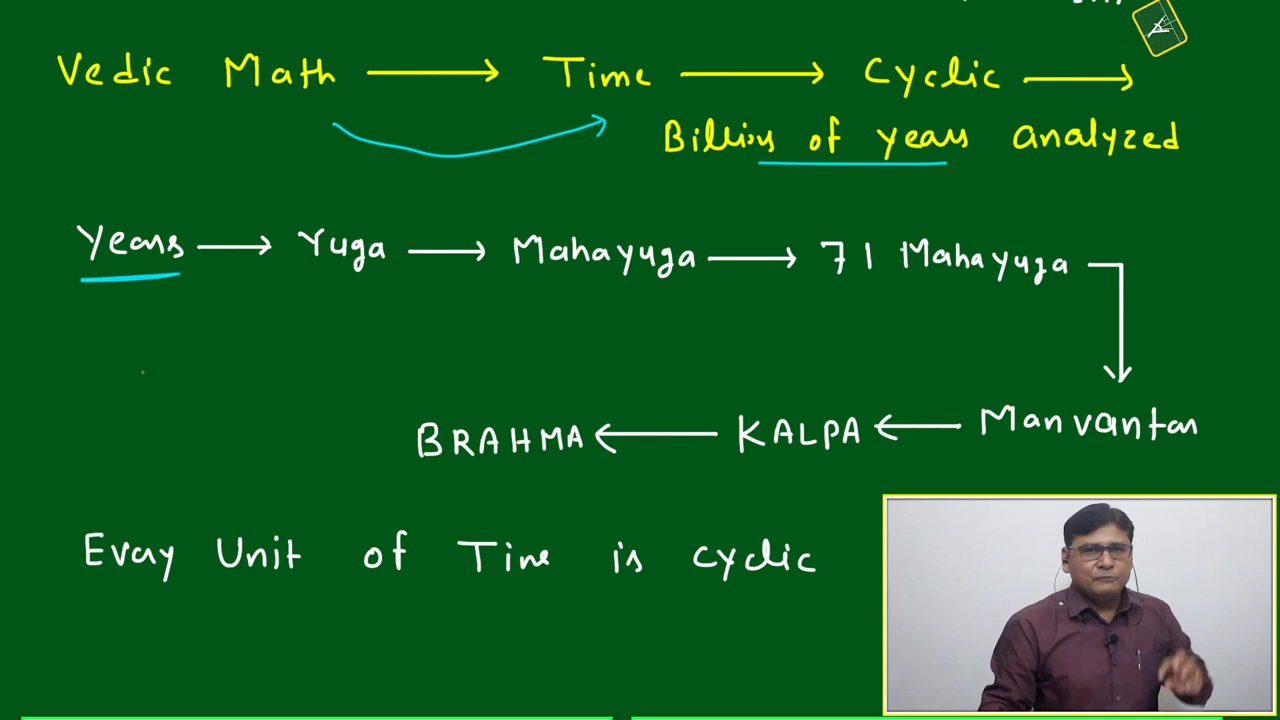 Vedic Math → Time → Cyclic →
Billions of years analyzed
Years → Yuga → Mahayuga → 71 Mahayuga
BRAHMA ← KALPA ← Manvantar
Every Unit of Time is cyclic